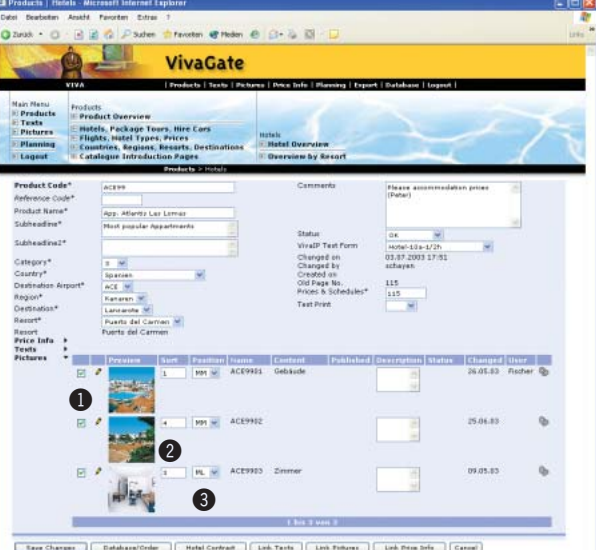 Products | Hotels - Microsoft Internet Explorer
Datei Bearbeiten Ansicht Favoriten Extras ?
Zurück Suchen Favoriten Medien Links
VivaGate
VIVA | Products | Texts | Pictures | Price Info | Planning | Export | Database | Logout |
Main Menu
Products
Texts
Pictures
Planning
Logout
Products
Product Overview
Hotels, Package Tours, Hire Cars
Flights, Hotel Types, Prices
Countries, Regions, Resorts, Destinations
Catalogue Introduction Pages
Hotels
Hotel Overview
Overview by Resort
Products > Hotels
Product Code* ACE99
Reference Code*
Product Name* App. Atlantis Las Lomas
Subheadline* Most popular Appartments
Subheadline2*
Category* 3
Country* Spanien
Destination Airport* ACE
Region* Kanaren
Destination* Lanzarote
Resort* Puerto del Carmen
Resort Puerto del Carmen
Comments Please accommodation prices (Peter)
Status OK
VivaIP Text Form Hotel-10a-1/2h
Changed on 03.07.2003 17:51
Changed by schayen
Created on
Old Page No. 115
Prices & Schedules* 115
Test Print
Price Info
Texts
Pictures
Preview Sort Position Name Content Published Description Status Changed User
1 MM ACE9901 Gebäude 26.05.03 Fischer
1
4 MM ACE9902 25.06.03
2
3 ML ACE9903 Zimmer 09.05.03
3
1 bis 3 von 3
Save Changes Database/Order Hotel Contract Link Texts Link Pictures Link Price Info Cancel